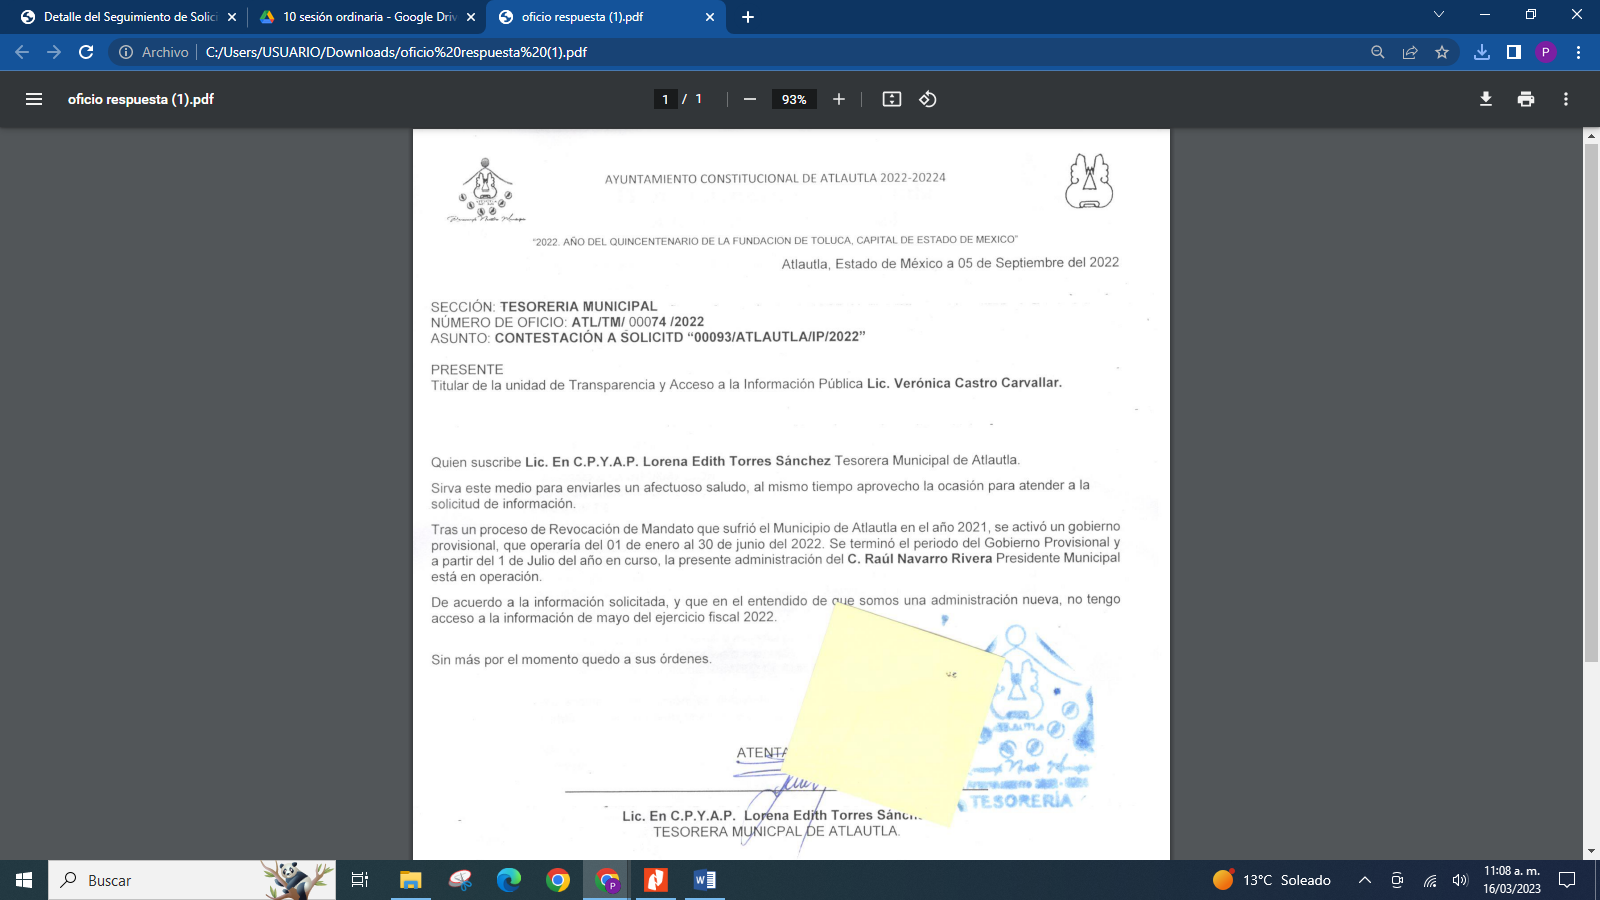 Detalle del Seguimiento de Solici
10 sesión ordinaria - Google Driv
oficio respuesta (1).pdf
Archivo
C:/Users/USUARIO/Downloads/oficio%20respuesta%20(1).pdf
P
oficio respuesta (1).pdf
1 / 1
93%
AYUNTAMIENTO CONSTITUCIONAL DE ATLAUTLA 2022-20224
"2022. AÑO DEL QUINCENTENARIO DE LA FUNDACION DE TOLUCA, CAPITAL DE ESTADO DE MEXICO"
Atlautla, Estado de México a 05 de Septiembre del 2022
SECCIÓN: TESORERIA MUNICIPAL
NÚMERO DE OFICIO: ATL/TM/ 00074 /2022
ASUNTO: CONTESTACIÓN A SOLICITD “00093/ATLAUTLA/IP/2022”
PRESENTE
Titular de la unidad de Transparencia y Acceso a la Información Pública Lic. Verónica Castro Carvallar.
Quien suscribe Lic. En C.P.Y.A.P. Lorena Edith Torres Sánchez Tesorera Municipal de Atlautla.
Sirva este medio para enviarles un afectuoso saludo, al mismo tiempo aprovecho la ocasión para atender a la
solicitud de información.
Tras un proceso de Revocación de Mandato que sufrió el Municipio de Atlautla en el año 2021, se activó un gobierno
provisional, que operaría del 01 de enero al 30 de junio del 2022. Se terminó el periodo del Gobierno Provisional y
a partir del 1 de Julio del año en curso, la presente administración del C. Raúl Navarro Rivera Presidente Municipal
está en operación.
De acuerdo a la información solicitada, y que en el entendido de que somos una administración nueva, no tengo
acceso a la información de mayo del ejercicio fiscal 2022.
Sin más por el momento quedo a sus órdenes.
ATENTA
TESORERÍA
Lic. En C.P.Y.A.P. Lorena Edith Torres Sánc
TESORERA MUNICPAL DE ATLAUTLA.
Buscar
13°C Soleado
11:08 a. m.
16/03/2023